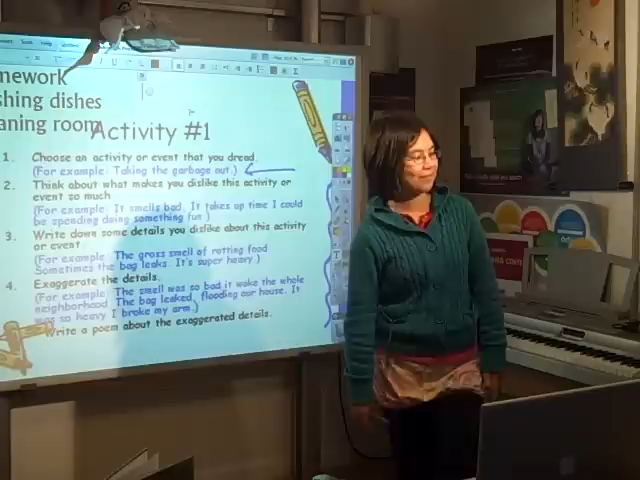 mework
shing dishes
aning room
Activity #1
1. Choose an activity or event that you dread.
(For example: Taking the garbage out.)
2. Think about what makes you dislike this activity or
event so much
(For example: It smells bad. It takes up time I could
be spending doing something fun.)
3. Write down some details you dislike about this activity
or event
(For example: The gross smell of rotting food
Sometimes the bag leaks. It's super heavy.)
4. Exaggerate the details.
(For example: The smell was so bad it woke the whole
neighborhood. The bag leaked, flooding our house. It
was so heavy I broke my arm.)
Write a poem about the exaggerated details.